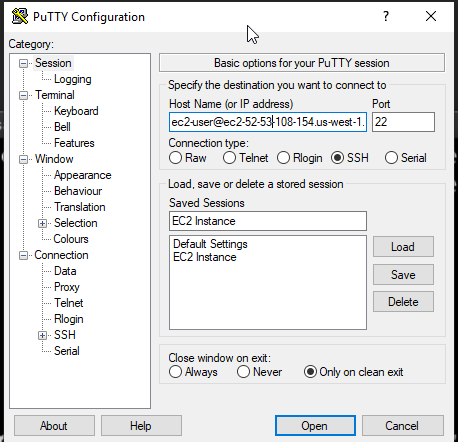 PuTTY Configuration
?
Category:
Session
Logging
Terminal
Keyboard
Bell
Features
Window
Appearance
Behaviour
Translation
Selection
Colours
Connection
Data
Proxy
Telnet
Rlogin
SSH
Serial
Basic options for your PuTTY session
Specify the destination you want to connect to
Host Name (or IP address) Port
ec2-user@ec2-52-53-108-154.us-west-1. 22
Connection type:
Raw Telnet Rlogin SSH Serial
Load, save or delete a stored session
Saved Sessions
EC2 Instance
Default Settings
EC2 Instance
Load
Save
Delete
Close window on exit:
Always Never Only on clean exit
About Help Open Cancel